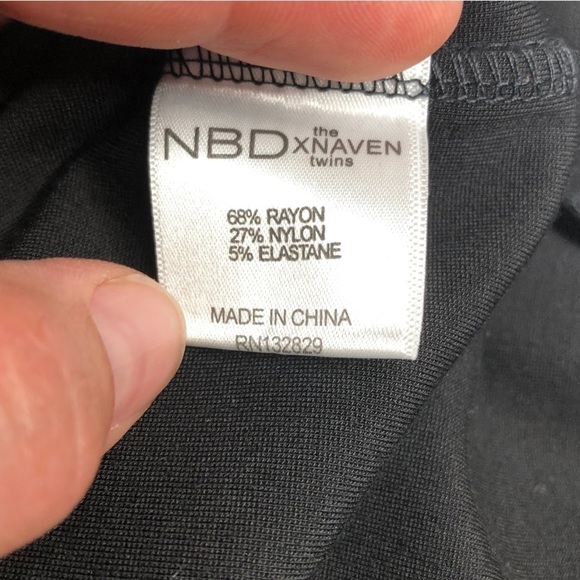 NBD x the NAVEN twins
68% RAYON
27% NYLON
5% ELASTANE
MADE IN CHINA
RN132829